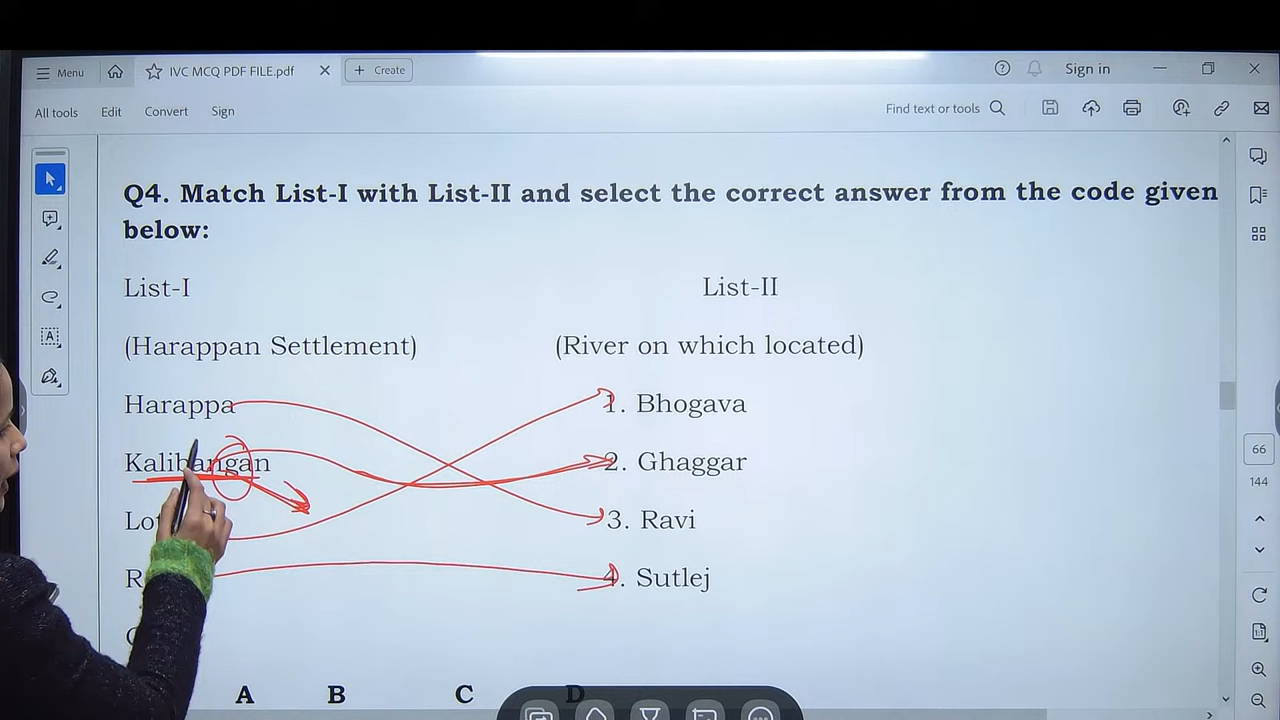 Menu
IVC MCQ PDF FILE.pdf
Create
Sign in
All tools Edit Convert Sign
Find text or tools
Q4. Match List-I with List-II and select the correct answer from the code given
below:
List-I List-II
(Harappan Settlement) (River on which located)
Harappa 1. Bhogava
Kalibangan 2. Ghaggar
3. Ravi
4. Sutlej
A B C D
66
144